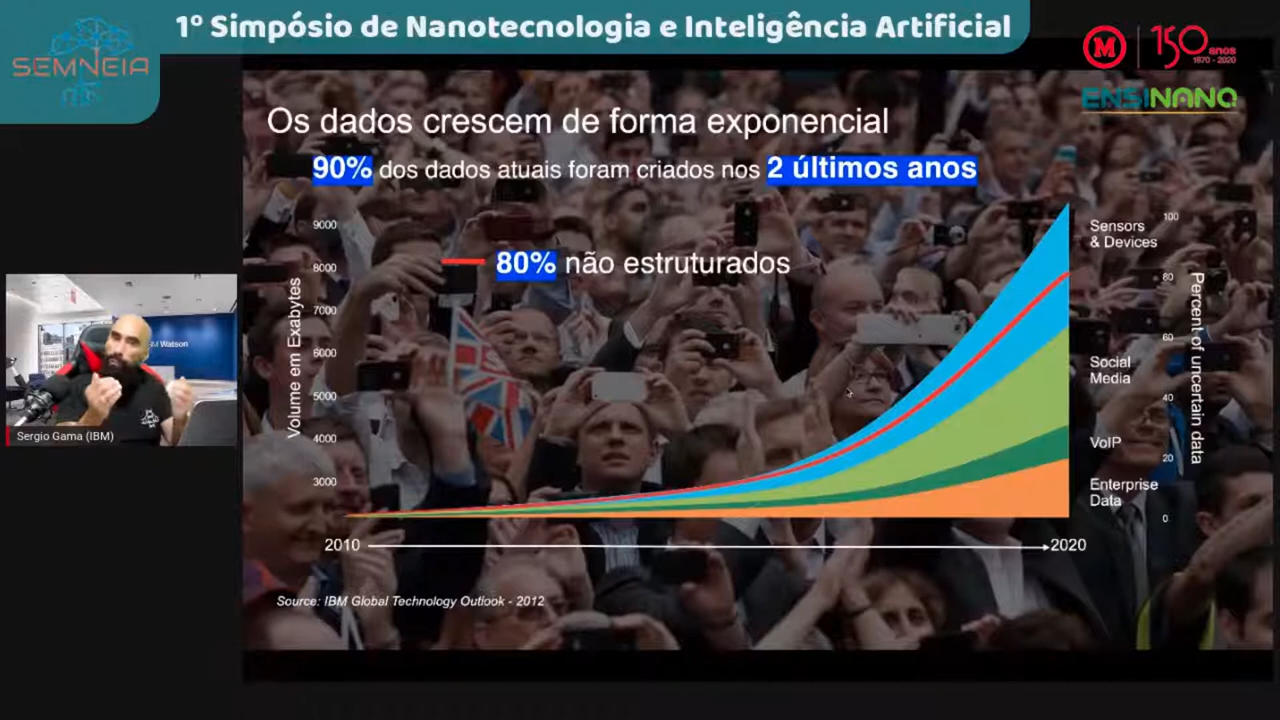 1º Simpósio de Nanotecnologia e Inteligência Artificial
SEMNEIA
M
150 anos
1870 - 2020
ENSINANO
Os dados crescem de forma exponencial
90% dos dados atuais foram criados nos 2 últimos anos
80% não estruturados
Volume em Exabytes
9000
8000
7000
6000
5000
4000
3000
Sensors
& Devices
Social
Media
VoIP
Enterprise
Data
100
80
60
40
20
0
Percent of uncertain data
2010
2020
Source: IBM Global Technology Outlook - 2012
M Watson
Sergio Gama (IBM)